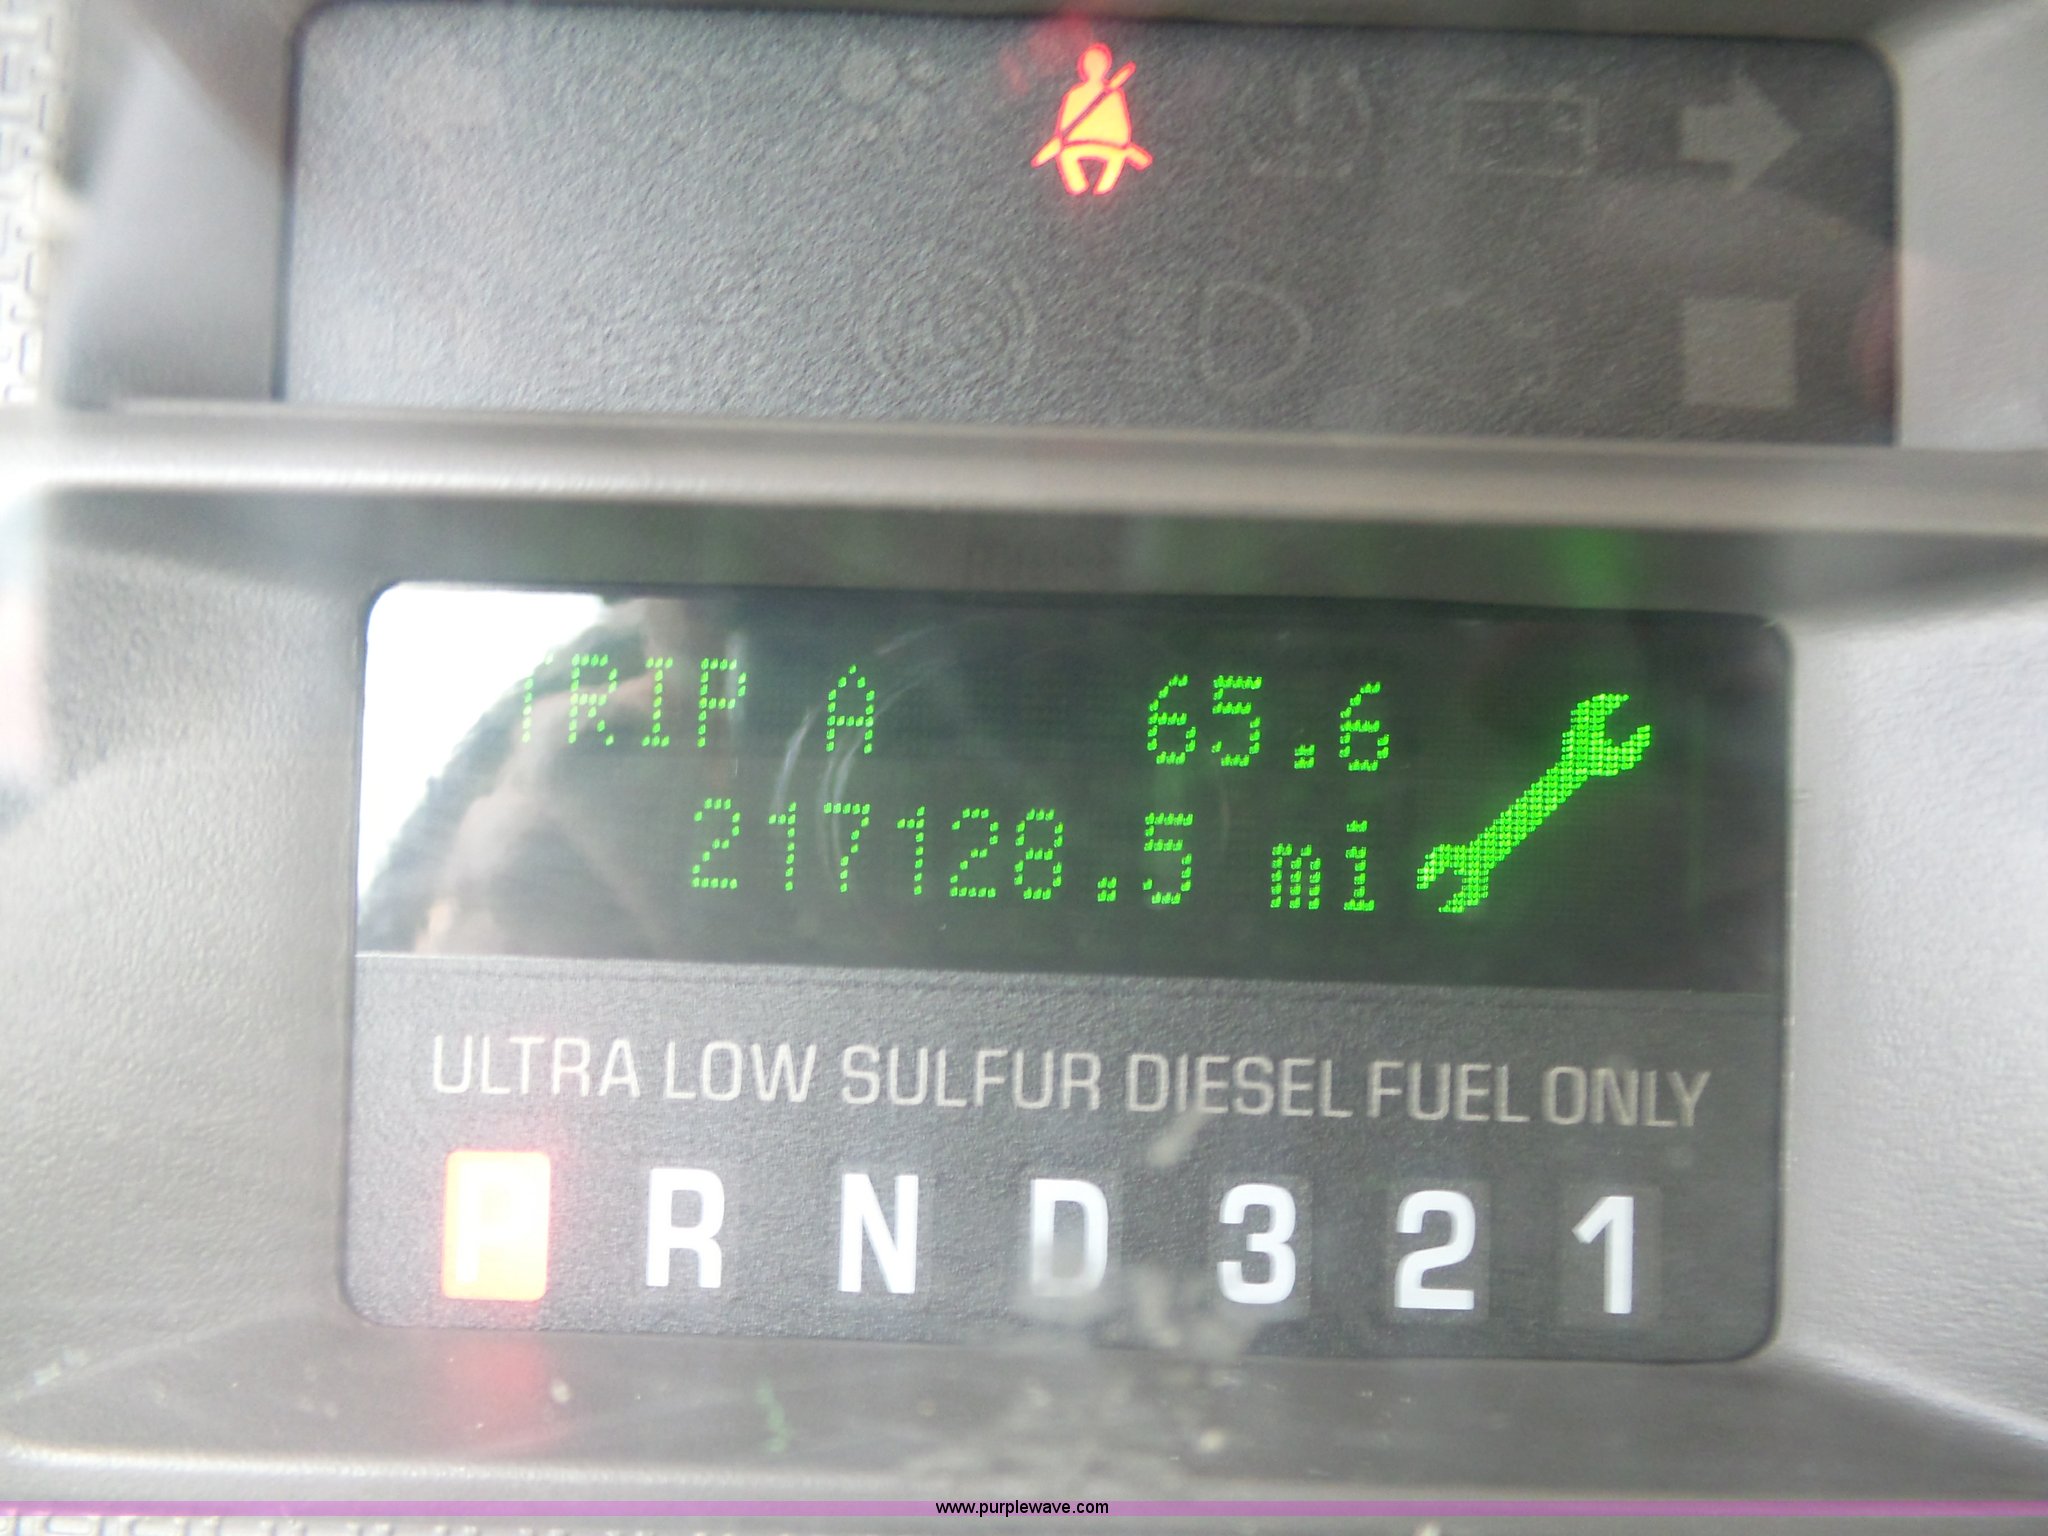 TRIP A 65.6
217128.5 mi
ULTRA LOW SULFUR DIESEL FUEL ONLY
P R N D 3 2 1
www.purplewave.com